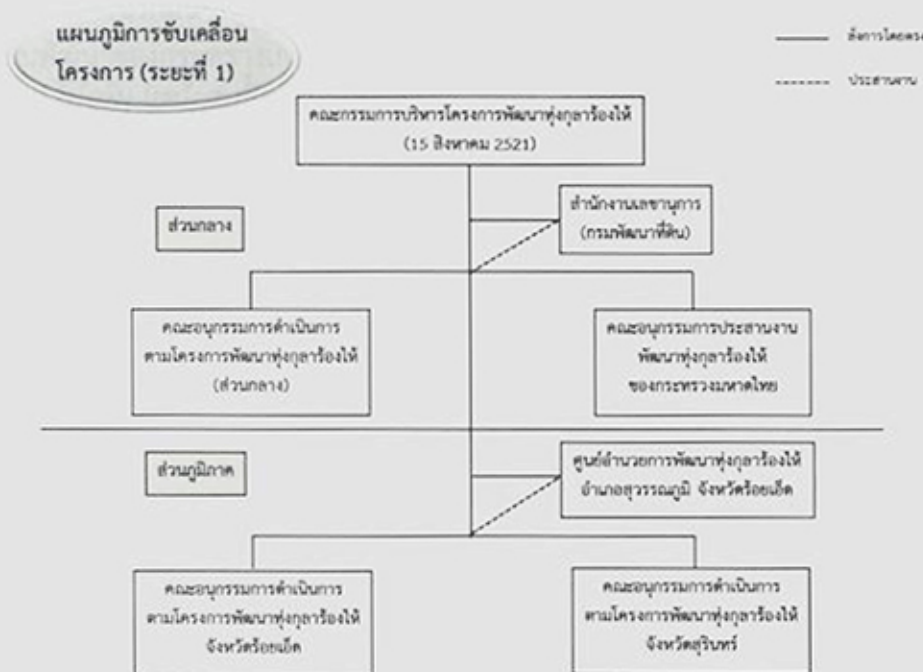 แผนภูมิการขับเคลื่อน
โครงการ (ระยะที่ 1)
สั่งการโดยตรง
ประสานงาน
คณะกรรมการบริหารโครงการพัฒนาทุ่งกุลาร้องไห้
(15 สิงหาคม 2521)
ส่วนกลาง
สำนักงานเลขานุการ
(กรมพัฒนาที่ดิน)
คณะอนุกรรมการดำเนินการ
ตามโครงการพัฒนาทุ่งกุลาร้องไห้
(ส่วนกลาง)
คณะอนุกรรมการประสานงาน
พัฒนาทุ่งกุลาร้องไห้
ของกระทรวงมหาดไทย
ส่วนภูมิภาค
ศูนย์อำนวยการพัฒนาทุ่งกุลาร้องไห้
อำเภอสุวรรณภูมิ จังหวัดร้อยเอ็ด
คณะอนุกรรมการดำเนินการ
ตามโครงการพัฒนาทุ่งกุลาร้องไห้
จังหวัดร้อยเอ็ด
คณะอนุกรรมการดำเนินการ
ตามโครงการพัฒนาทุ่งกุลาร้องไห้
จังหวัดสุรินทร์